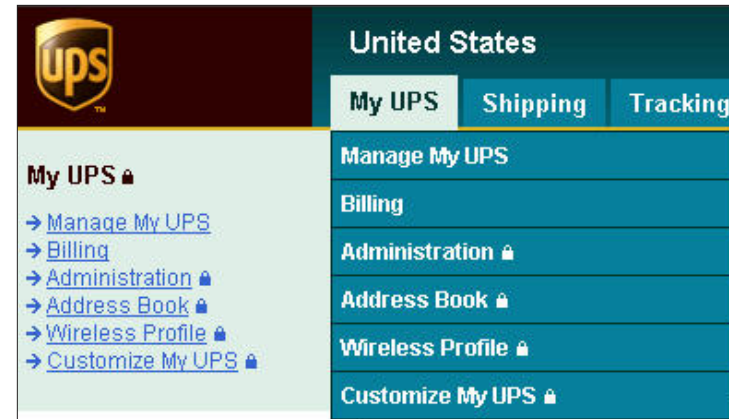 ups
TM
United States
My UPS Shipping Tracking
My UPS
Manage My UPS
Billing
Administration
Address Book
Wireless Profile
Customize My UPS
Manage My UPS
Billing
Administration
Address Book
Wireless Profile
Customize My UPS